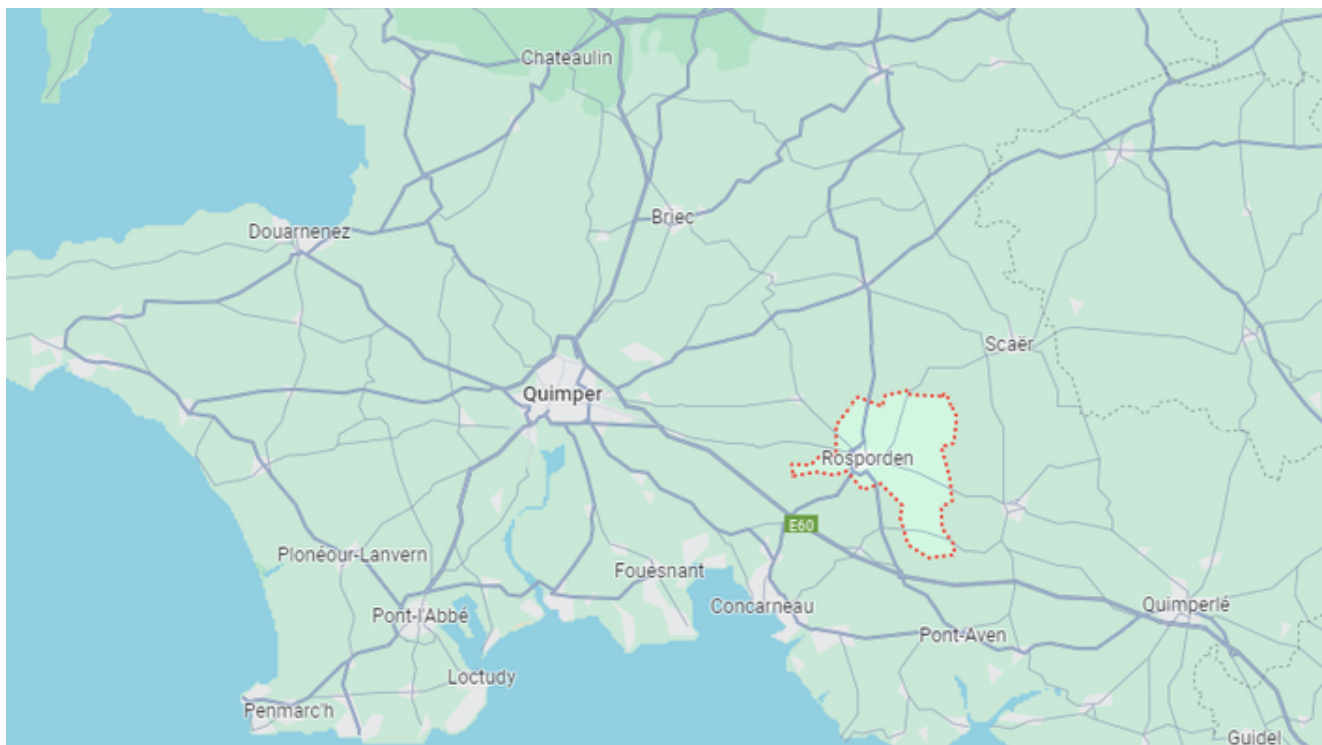 Chateaulin
Briec
Douarnenez
Scaër
Quimper
Rosporden
E60
Plonéour-Lanvern
Fouesnant
Concarneau
Quimperlé
Pont-l'Abbé
Pont-Aven
Loctudy
Penmarc'h
Guidel